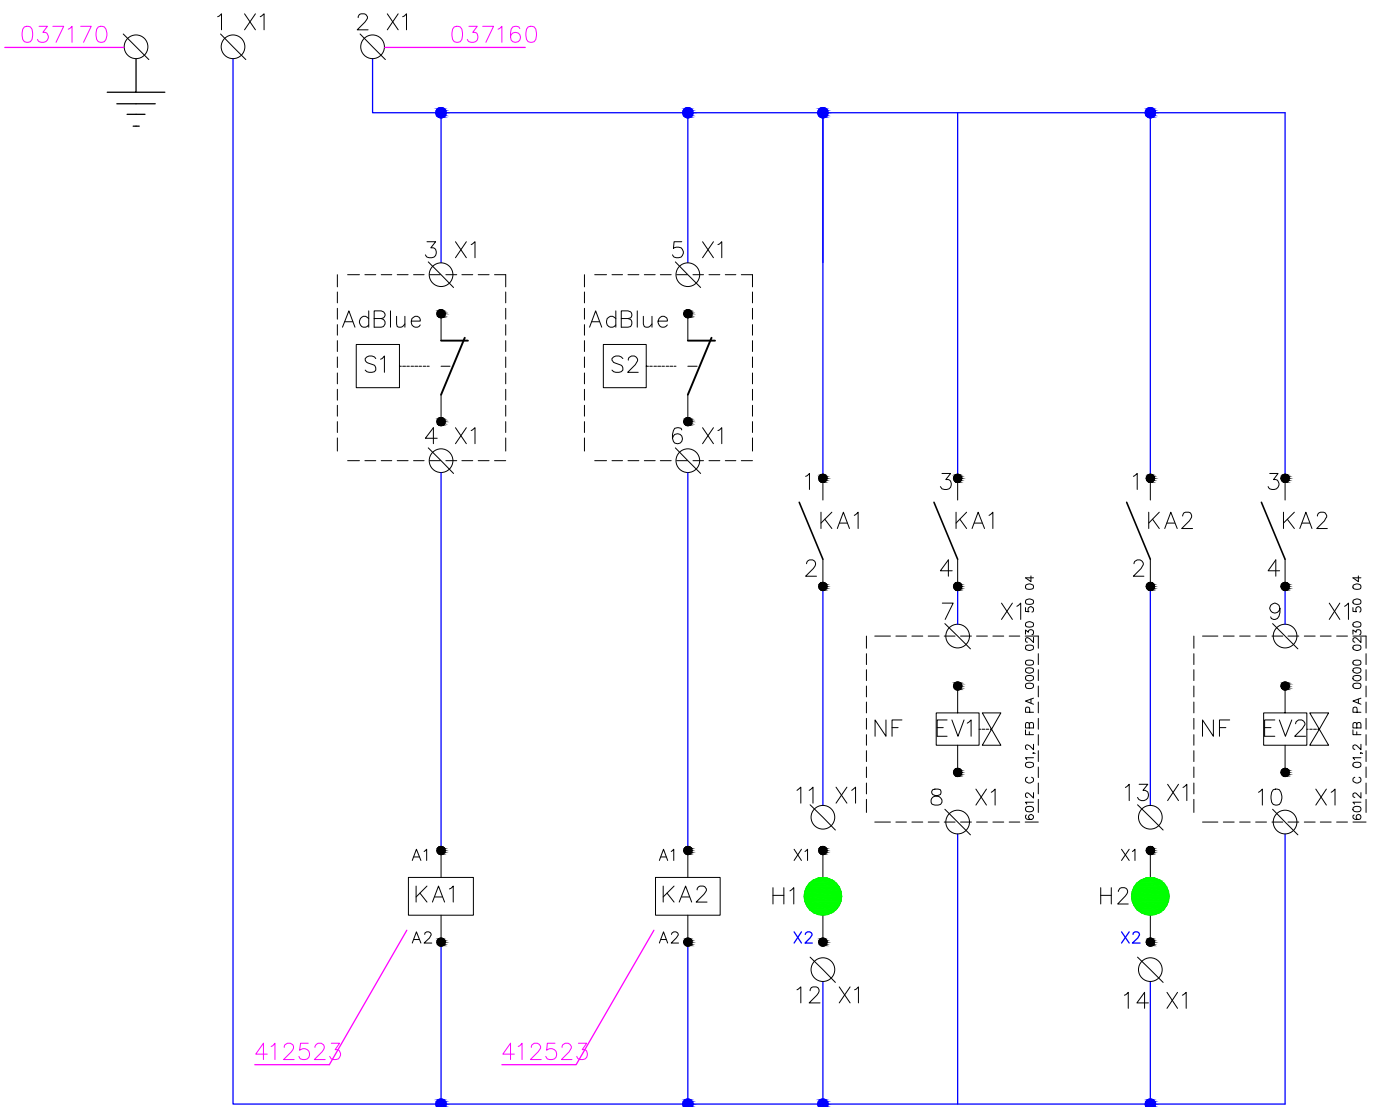 037170
1 X1
2 X1
037160
3 X1
5 X1
AdBlue
S1
AdBlue
S2
4 X1
6 X1
1
KA1
2
3
KA1
4
1
KA2
2
3
KA2
4
7 X1
9 X1
NF
EV1
6012 C 01,2 FB PA 0000 0230 50 04
NF
EV2
6012 C 01,2 FB PA 0000 0230 50 04
11 X1
8 X1
13 X1
10 X1
A1
KA1
A2
A1
KA2
A2
X1
H1
X2
X1
H2
X2
12 X1
14 X1
412523
412523